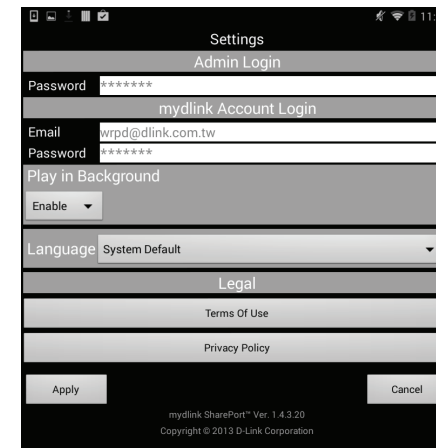 11:
Settings
Admin Login
Password *******
mydlink Account Login
Email wrpd@dlink.com.tw
Password *******
Play in Background
Enable
Language System Default
Legal
Terms Of Use
Privacy Policy
Apply Cancel
mydlink SharePort™ Ver. 1.4.3.20
Copyright © 2013 D-Link Corporation